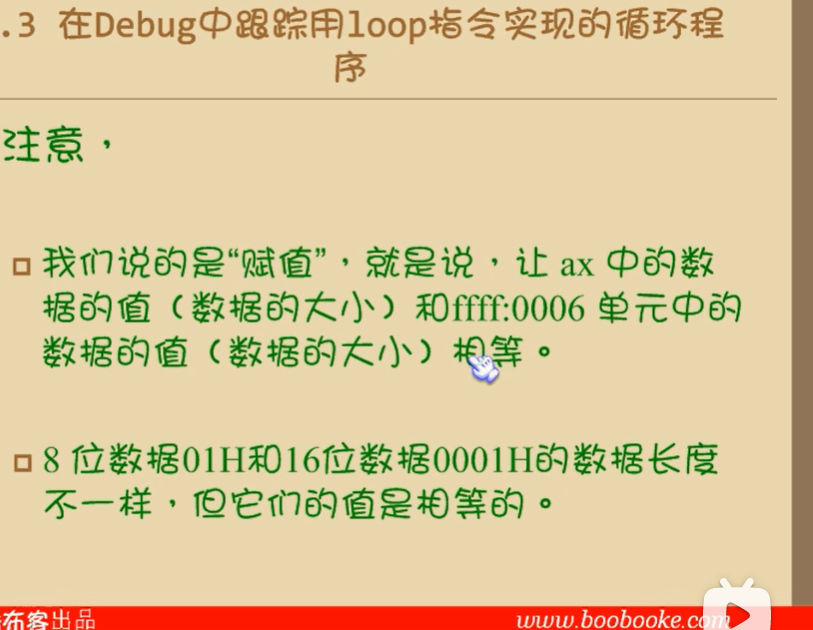 .3 在Debug中跟踪用loop指令实现的循环程
序
注意，
我们说的是“赋值”，就是说，让 ax 中的数
据的值（数据的大小）和ffff:0006 单元中的
数据的值（数据的大小）相等。
8 位数据01H和16位数据0001H的数据长度
不一样，但它们的值是相等的。
布客出品
www.boobooke.com